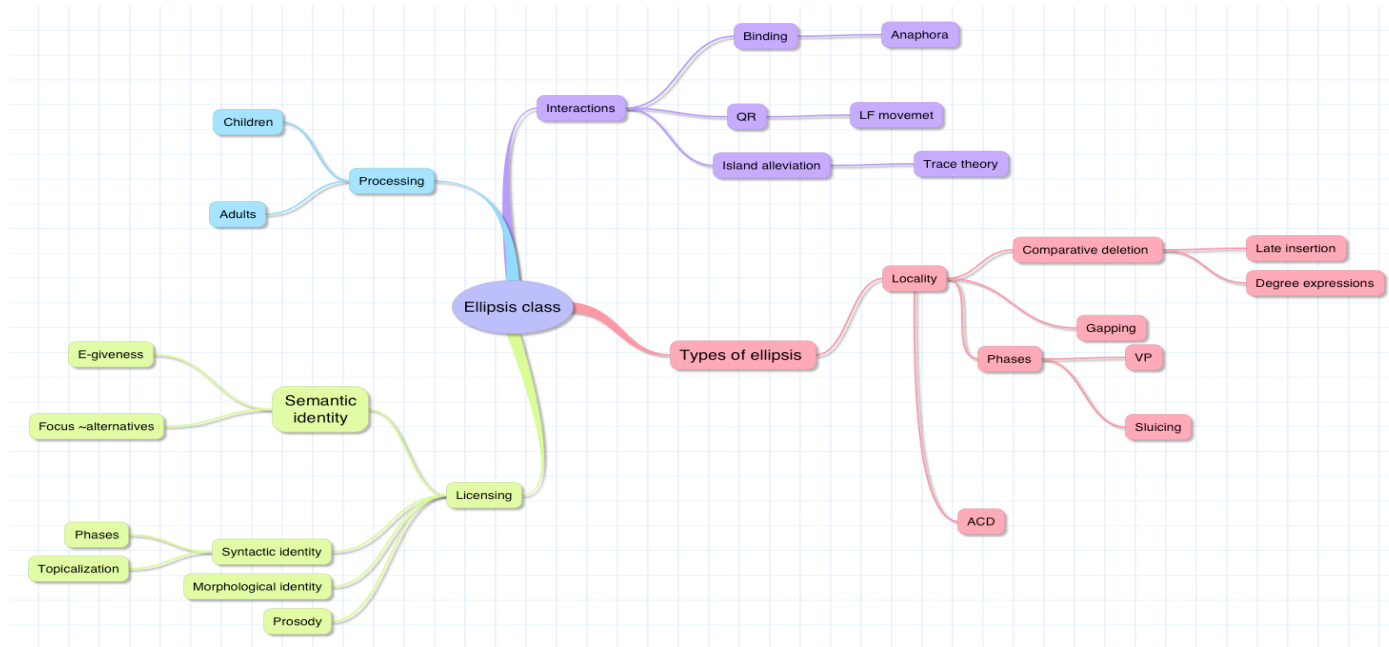 Binding
Anaphora
Interactions
QR
LF movemet
Island alleviation
Trace theory
Children
Processing
Adults
Ellipsis class
Types of ellipsis
Locality
Comparative deletion
Late insertion
Degree expressions
Gapping
Phases
VP
Sluicing
ACD
E-giveness
Semantic
identity
Focus ~alternatives
Licensing
Phases
Syntactic identity
Topicalization
Morphological identity
Prosody